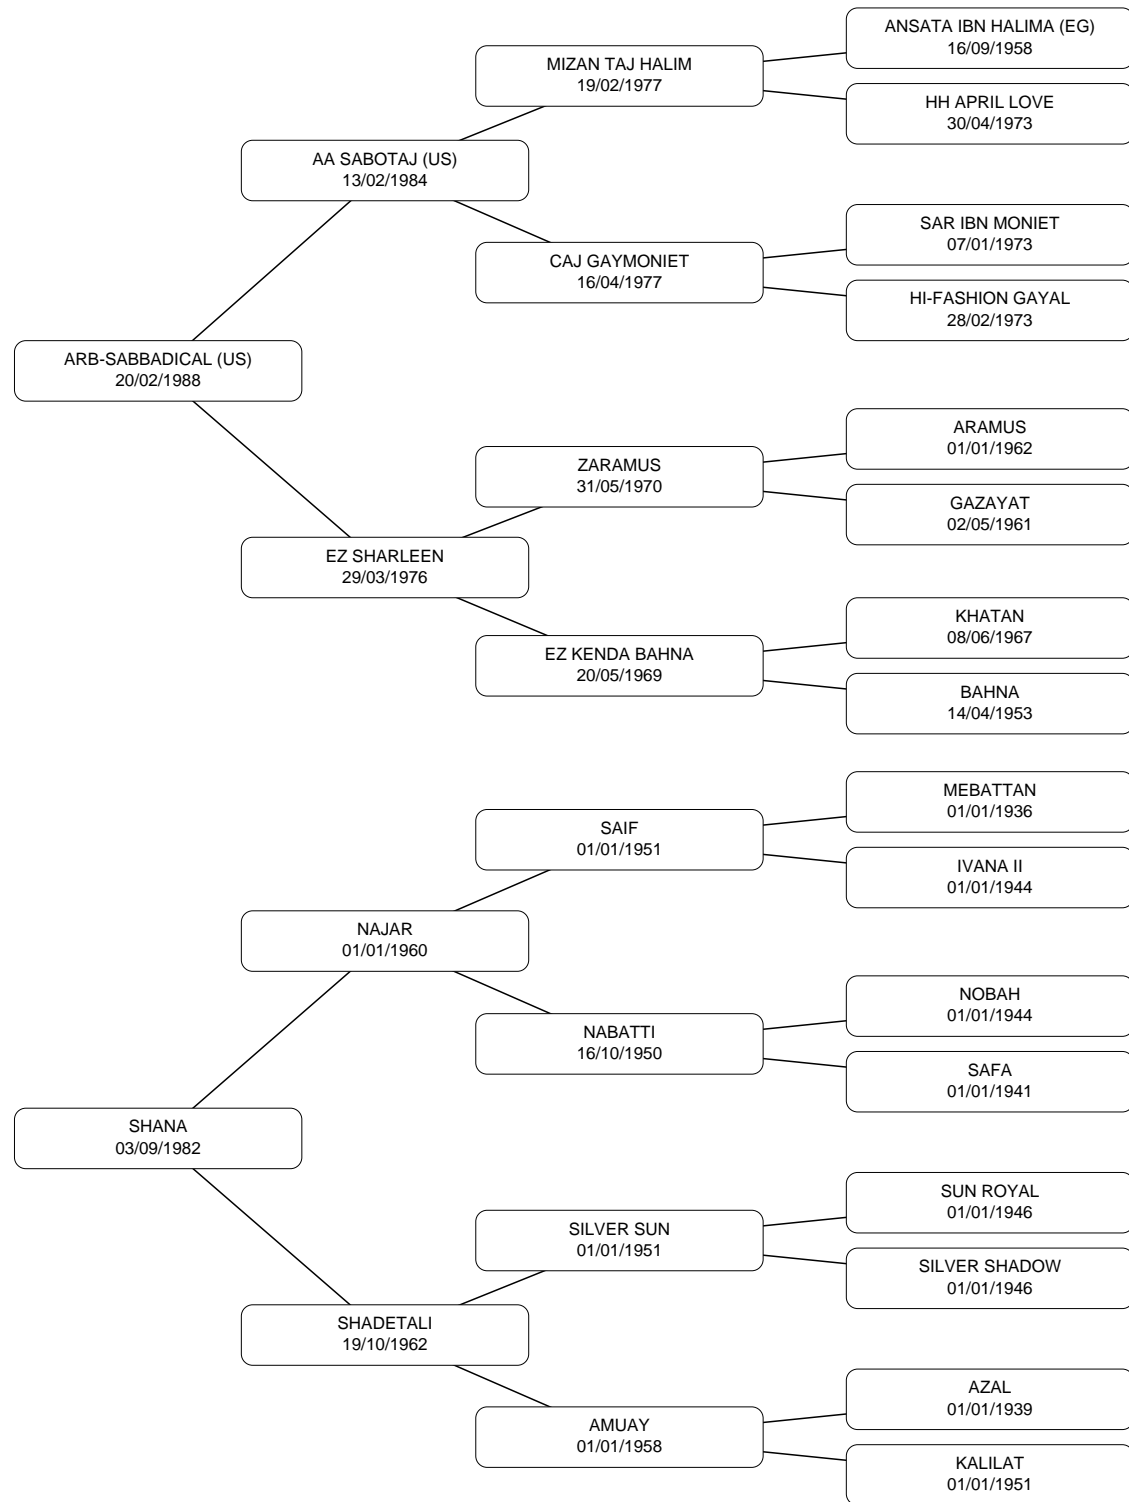 ANSATA IBN HALIMA (EG)
16/09/1958
MIZAN TAJ HALIM
19/02/1977
HH APRIL LOVE
30/04/1973
AA SABOTAJ (US)
13/02/1984
SAR IBN MONIET
07/01/1973
CAJ GAYMONIET
16/04/1977
HI-FASHION GAYAL
28/02/1973
ARB-SABBADICAL (US)
20/02/1988
ARAMUS
01/01/1962
ZARAMUS
31/05/1970
GAZAYAT
02/05/1961
EZ SHARLEEN
29/03/1976
KHATAN
08/06/1967
EZ KENDA BAHNA
20/05/1969
BAHNA
14/04/1953
MEBATTAN
01/01/1936
SAIF
01/01/1951
IVANA II
01/01/1944
NAJAR
01/01/1960
NOBAH
01/01/1944
NABATTI
16/10/1950
SAFA
01/01/1941
SHANA
03/09/1982
SUN ROYAL
01/01/1946
SILVER SUN
01/01/1951
SILVER SHADOW
01/01/1946
SHADETALI
19/10/1962
AZAL
01/01/1939
AMUAY
01/01/1958
KALILAT
01/01/1951